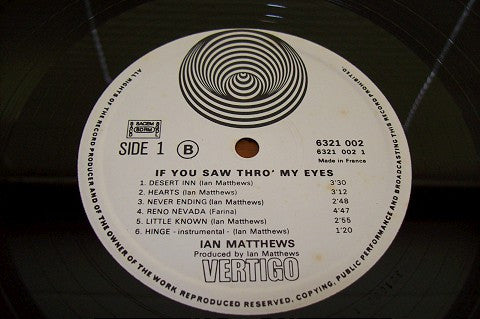 ALL RIGHTS OF THE RECORD PRODUCER AND OF THE OWNER OF THE WORK REPRODUCED RESERVED. COPYING, PUBLIC PERFORMANCE AND BROADCASTING THIS RECORD PROHIBITED.
SACEM
SDRM
SIDE 1 B
6321 002
6321 002 1
Made in France
IF YOU SAW THRO' MY EYES
1. DESERT INN (Ian Matthews) 3'30
2. HEARTS (Ian Matthews) 3'12
3. NEVER ENDING (Ian Matthews) 2'48
4. RENO NEVADA (Farina) 4'47
5. LITTLE KNOWN (Ian Matthews) 2'55
6. HINGE -instrumental - (Ian Matthews) 1'20
IAN MATTHEWS
Produced by Ian Matthews
VERTIGO